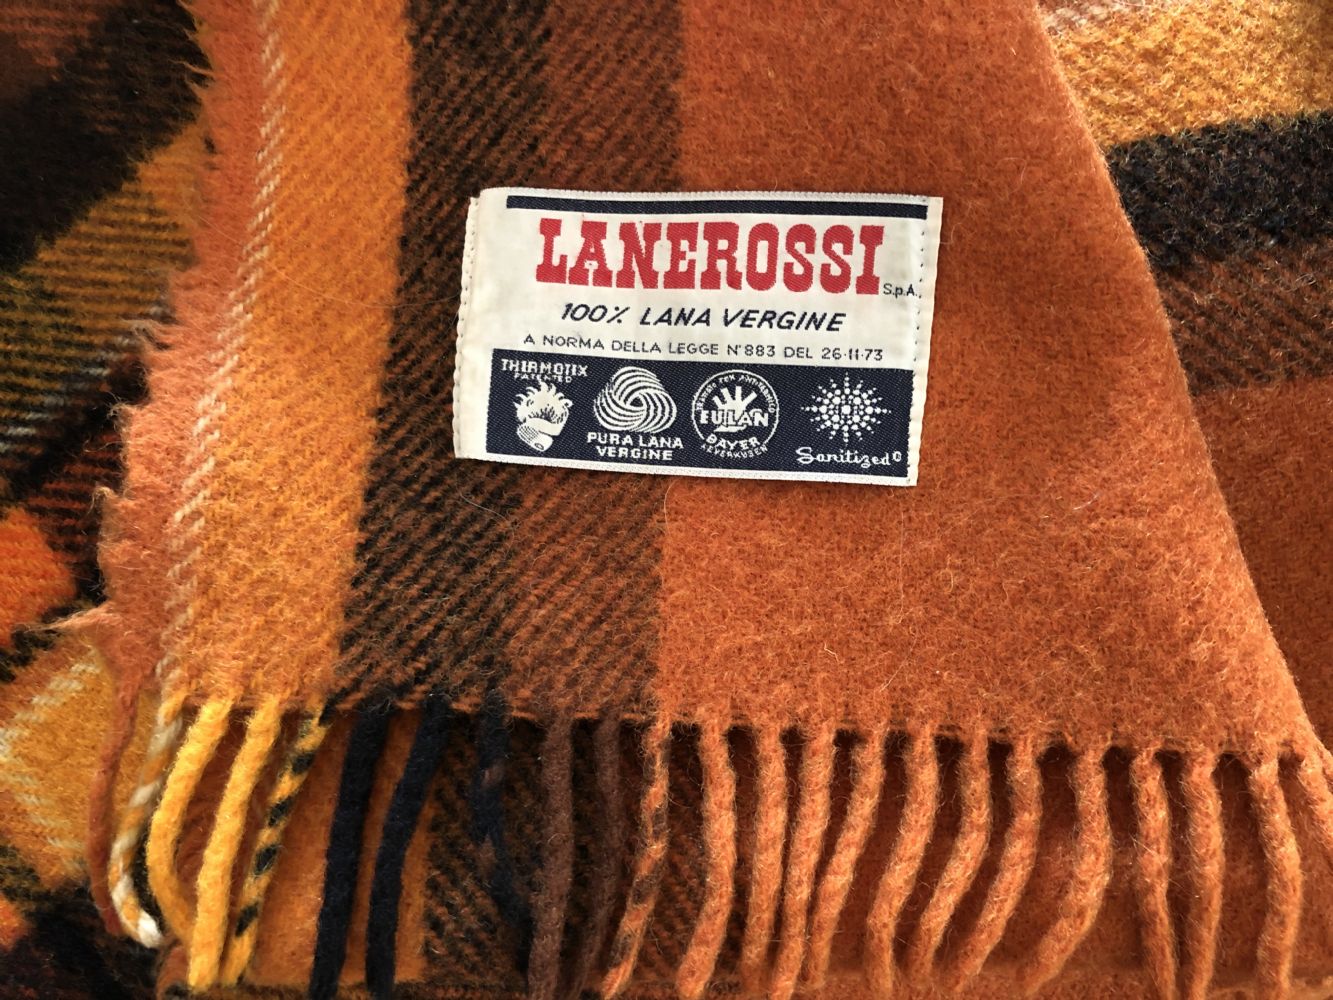 LANEROSSI
S.p.A.
100% LANA VERGINE
A NORMA DELLA LEGGE N°883 DEL 26·11·73
THIRMOTIX
PATENTED
PURA LANA
VERGINE
EULAN
BAYER
LEVERKUSEN
Sanitized®